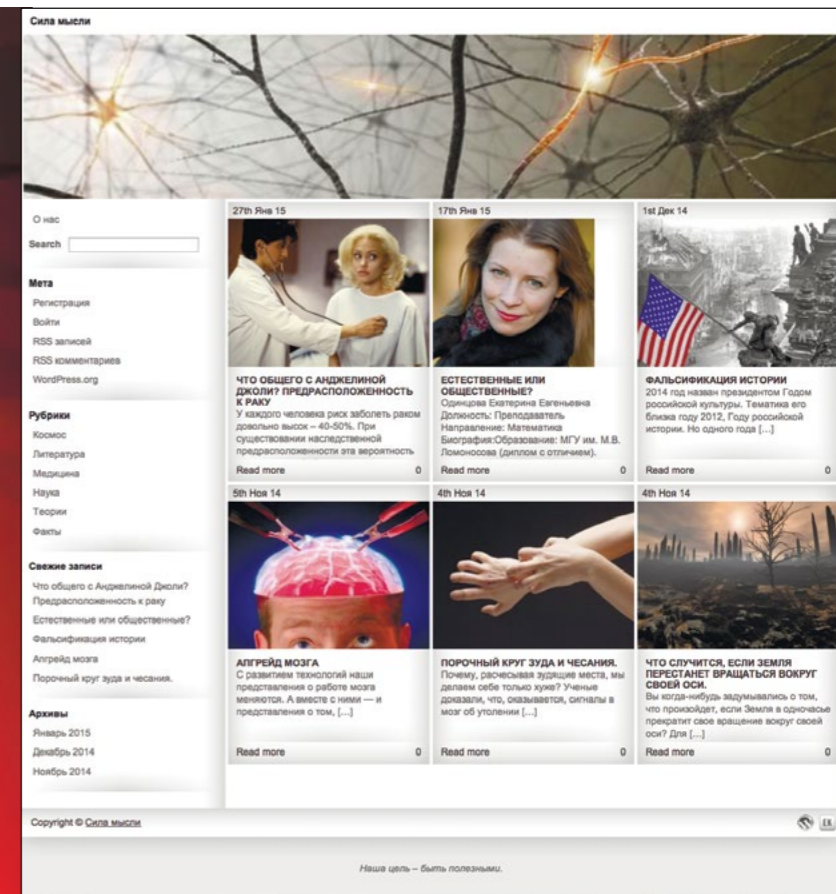 Сила мысли
О нас
Search
Мета
Регистрация
Войти
RSS записей
RSS комментариев
WordPress.org
Рубрики
Космос
Литература
Медицина
Наука
Теории
Факты
Свежие записи
Что общего с Анджелиной Джоли?
Предрасположенность к раку
Естественные или общественные?
Фальсификация истории
Апгрейд мозга
Порочный круг зуда и чесания.
Архивы
Январь 2015
Декабрь 2014
Ноябрь 2014
27th Янв 15
ЧТО ОБЩЕГО С АНДЖЕЛИНОЙ
ДЖОЛИ? ПРЕДРАСПОЛОЖЕННОСТЬ
К РАКУ
У каждого человека риск заболеть раком
довольно высок – 40-50%. При
существовании наследственной
предрасположенности эта вероятность
Read more 0
17th Янв 15
ЕСТЕСТВЕННЫЕ ИЛИ
ОБЩЕСТВЕННЫЕ?
Одинцова Екатерина Евгеньевна
Должность: Преподаватель
Направление: Математика
Биография:Образование: МГУ им. М.В.
Ломоносова (диплом с отличием).
Read more 0
1st Дек 14
ФАЛЬСИФИКАЦИЯ ИСТОРИИ
2014 год назван президентом Годом
российской культуры. Тематика его
близка году 2012, Году российской
истории. Но одного года [...]
Read more 0
5th Ноя 14
АПГРЕЙД МОЗГА
С развитием технологий наши
представления о работе мозга
меняются. А вместе с ними — и
представления о том, [...]
Read more 0
4th Ноя 14
ПОРОЧНЫЙ КРУГ ЗУДА И ЧЕСАНИЯ.
Почему, расчесывая зудящие места, мы
делаем себе только хуже? Ученые
доказали, что, оказывается, сигналы в
мозг об утолении [...]
Read more 0
4th Ноя 14
ЧТО СЛУЧИТСЯ, ЕСЛИ ЗЕМЛЯ
ПЕРЕСТАНЕТ ВРАЩАТЬСЯ ВОКРУГ
СВОЕЙ ОСИ.
Вы когда-нибудь задумывались о том,
что произойдет, если Земля в одночасье
прекратит свое вращение вокруг своей
оси? Для [...]
Read more 0
Copyright © Сила мысли
Наша цель – быть полезными.